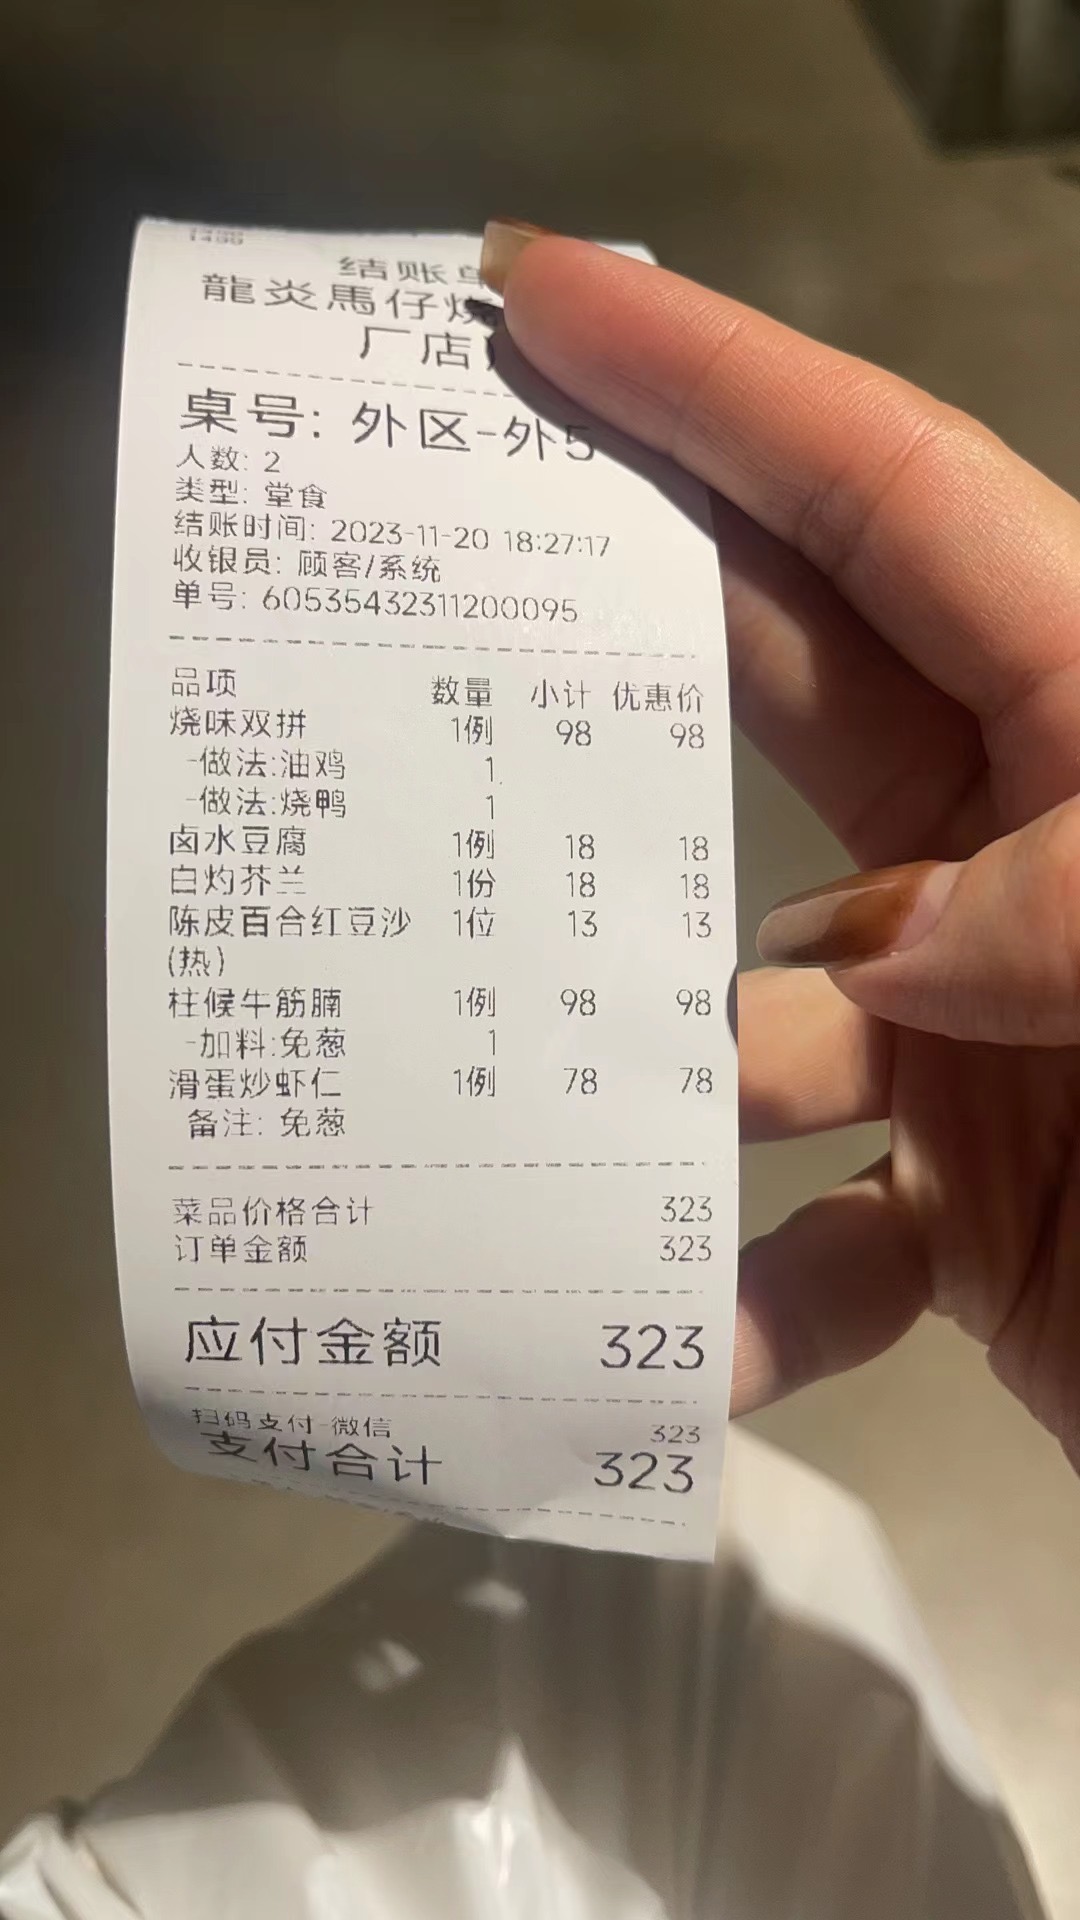 1499
结账单
龍炎馬仔烧
厂店
桌号: 外区-外5
人数: 2
类型: 堂食
结账时间: 2023-11-20 18:27:17
收银员: 顾客/系统
单号: 60535432311200095
品项 数量 小计 优惠价
烧味双拼 1例 98 98
-做法:油鸡 1
-做法:烧鸭 1
卤水豆腐 1例 18 18
白灼芥兰 1份 18 18
陈皮百合红豆沙 1位 13 13
(热)
柱候牛筋腩 1例 98 98
-加料:免葱 1
滑蛋炒虾仁 1例 78 78
备注: 免葱
菜品价格合计 323
订单金额 323
应付金额 323
扫码支付-微信 323
支付合计 323